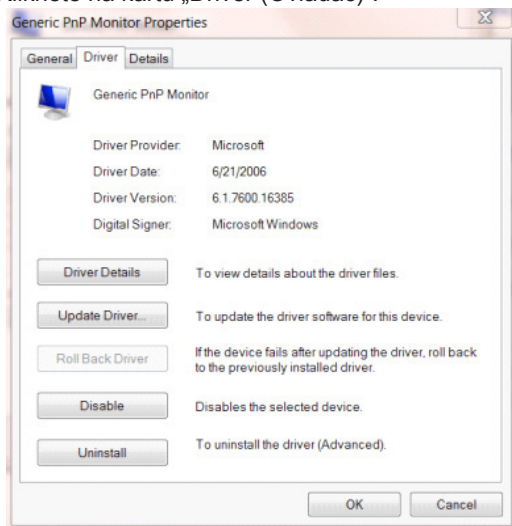 Generic PnP Monitor Properties
General Driver Details
Generic PnP Monitor
Driver Provider: Microsoft
Driver Date: 6/21/2006
Driver Version: 6.1.7600.16385
Digital Signer: Microsoft Windows
Driver Details To view details about the driver files.
Update Driver... To update the driver software for this device.
Roll Back Driver If the device fails after updating the driver, roll back
to the previously installed driver.
Disable Disables the selected device.
Uninstall To uninstall the driver (Advanced).
OK Cancel